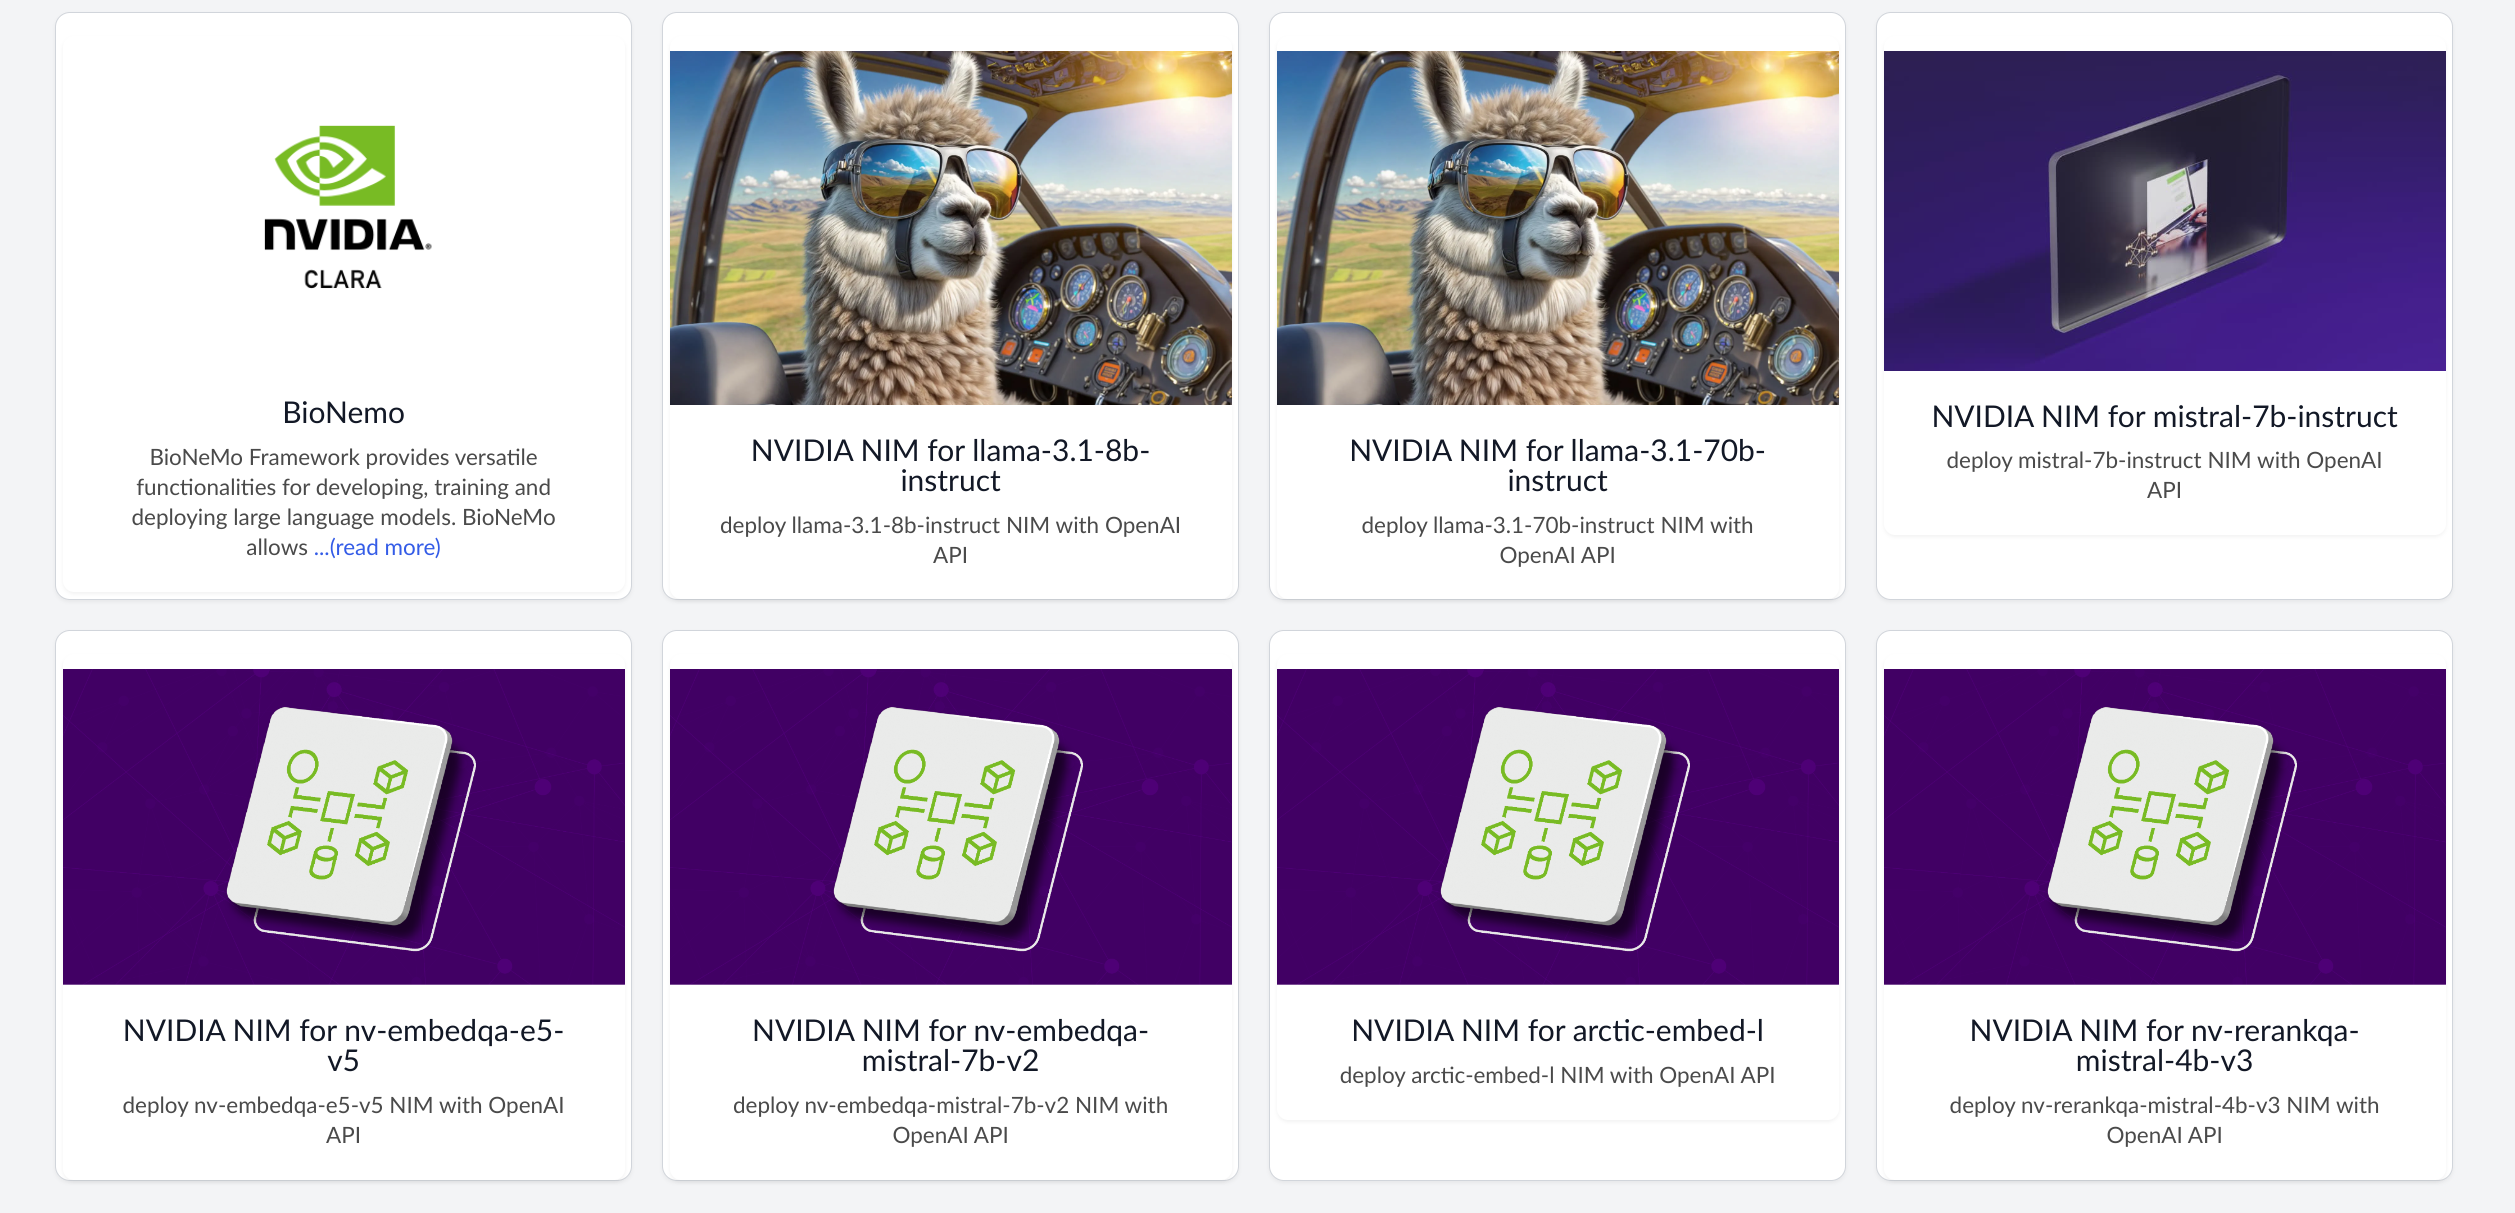 NVIDIA.
CLARA
BioNemo
BioNeMo Framework provides versatile
functionalities for developing, training and
deploying large language models. BioNeMo
allows ...(read more)
NVIDIA NIM for llama-3.1-8b-
instruct
deploy llama-3.1-8b-instruct NIM with OpenAI
API
NVIDIA NIM for llama-3.1-70b-
instruct
deploy llama-3.1-70b-instruct NIM with
OpenAI API
NVIDIA NIM for mistral-7b-instruct
deploy mistral-7b-instruct NIM with OpenAI
API
NVIDIA NIM for nv-embedqa-e5-
v5
deploy nv-embedqa-e5-v5 NIM with OpenAI
API
NVIDIA NIM for nv-embedqa-
mistral-7b-v2
deploy nv-embedqa-mistral-7b-v2 NIM with
OpenAI API
NVIDIA NIM for arctic-embed-l
deploy arctic-embed-l NIM with OpenAI API
NVIDIA NIM for nv-rerankqa-
mistral-4b-v3
deploy nv-rerankqa-mistral-4b-v3 NIM with
OpenAI API